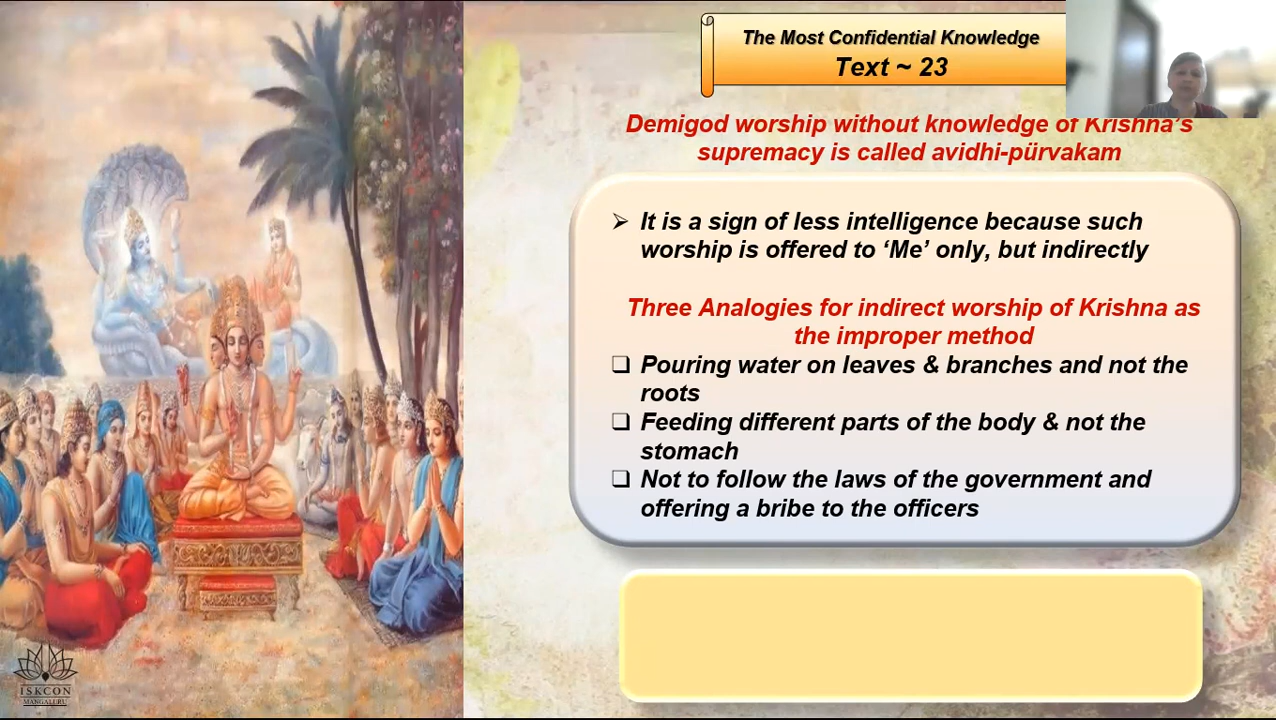 The Most Confidential Knowledge
Text ~ 23
Demigod worship without knowledge of Krishna's
supremacy is called avidhi-pürvakam
➢ It is a sign of less intelligence because such
worship is offered to ‘Me’ only, but indirectly
Three Analogies for indirect worship of Krishna as
the improper method
❑ Pouring water on leaves & branches and not the
roots
❑ Feeding different parts of the body & not the
stomach
❑ Not to follow the laws of the government and
offering a bribe to the officers
ISKCON
MANGALURU